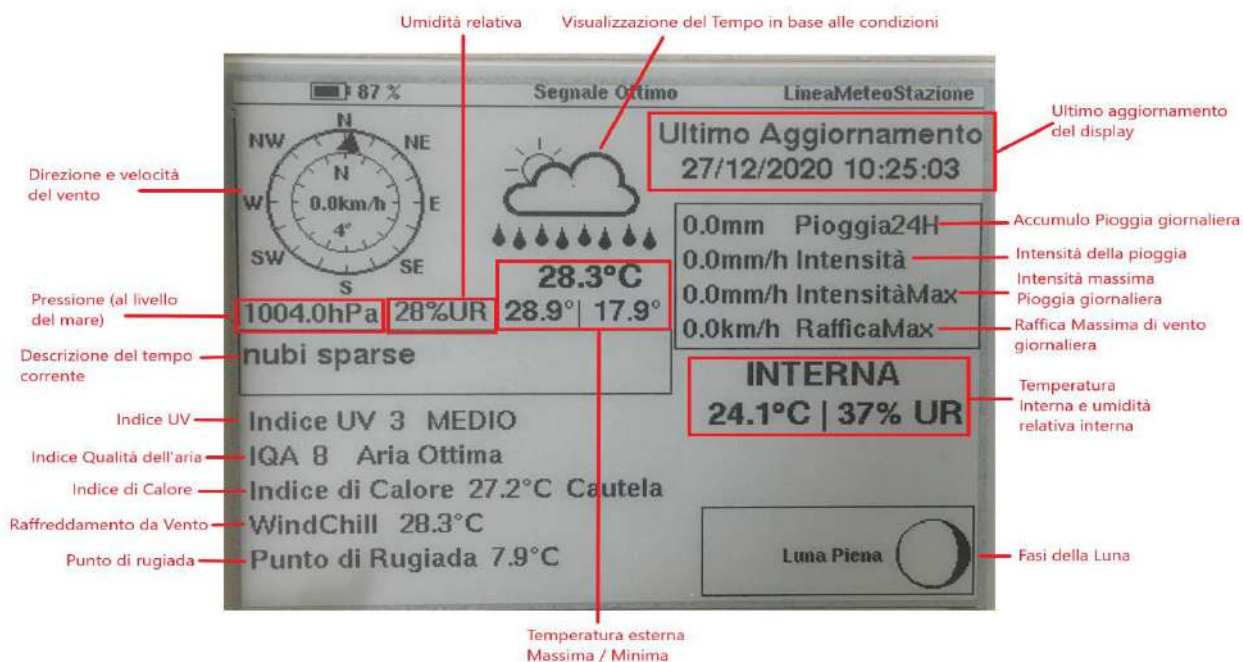 Umidità relativa
Visualizzazione del Tempo in base alle condizioni
87 %
Segnale Ottimo
LineaMeteoStazione
Ultimo aggiornamento
del display
Ultimo Aggiornamento
27/12/2020 10:25:03
Direzione e velocità
del vento
N
NW
NE
N
W
0.0km/h
E
4°
SW
SE
S
0.0mm Pioggia24H
Accumulo Pioggia giornaliera
0.0mm/h Intensità
Intensità della pioggia
0.0mm/h IntensitàMax
Intensità massima
Pioggia giornaliera
0.0km/h RafficaMax
Raffica Massima di vento
giornaliera
28.3°C
28.9°| 17.9°
Pressione (al livello
del mare)
1004.0hPa
28%UR
Descrizione del tempo
corrente
nubi sparse
INTERNA
24.1°C | 37% UR
Temperatura
Interna e umidità
relativa interna
Indice UV
Indice UV 3 MEDIO
Indice Qualità dell'aria
IQA 8 Aria Ottima
Indice di Calore
Indice di Calore 27.2°C Cautela
Raffreddamento da Vento
WindChill 28.3°C
Punto di rugiada
Punto di Rugiada 7.9°C
Luna Piena
Fasi della Luna
Temperatura esterna
Massima / Minima